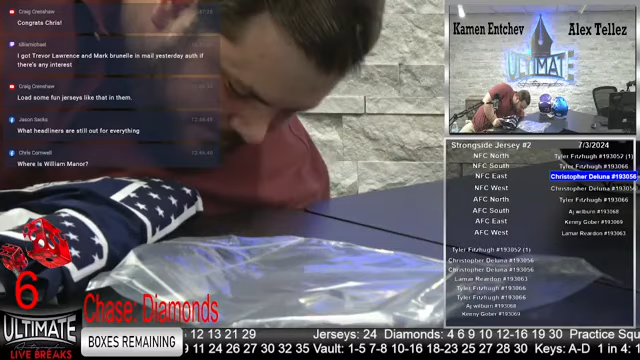 Craig Crenshaw
Congrats Chris!
tilliamichael
I got Trevor Lawrence and Mark brunelle in mail yesterday auth if
there's any interest
Craig Crenshaw
Load some fun jerseys like that in them.
Jason Sacks
12:46:45
What headliners are still out for everything
Chris Cornwell
12:46:48
Where is William Manor?
Kamen Entchev
Alex Tellez
ULTIMATE
Strongside Jersey #2 7/3/2024
NFC North Tyler Fitzhugh #193052 (1)
NFC South Tyler Fitzhugh #193066
NFC East Christopher Deluna #193056
NFC West Christopher Deluna #193056
AFC North Tyler Fitzhugh #193066
AFC South Aj wilburn #193068
AFC East Kenny Gober #193069
AFC West Lamar Reardon #193063
Tyler Fitzhugh #193052 (1)
Christopher Deluna #193056
Christopher Deluna #193056
Lamar Reardon #193063
Tyler Fitzhugh #193066
Tyler Fitzhugh #193066
Aj wilburn #193068
Kenny Gober #193069
6
Chase: Diamonds
ULTIMATE
LIVE BREAKS
BOXES REMAINING
12 13 21 29 Jerseys: 24 Diamonds: 4 6 9 10 12-16 19 30 Practice Squ
9 11 24 26 27 30 32 35 Vault: 1-5 7-8 10-16 18-23 25 27 28 30 Keys: A-D 1 in 4: